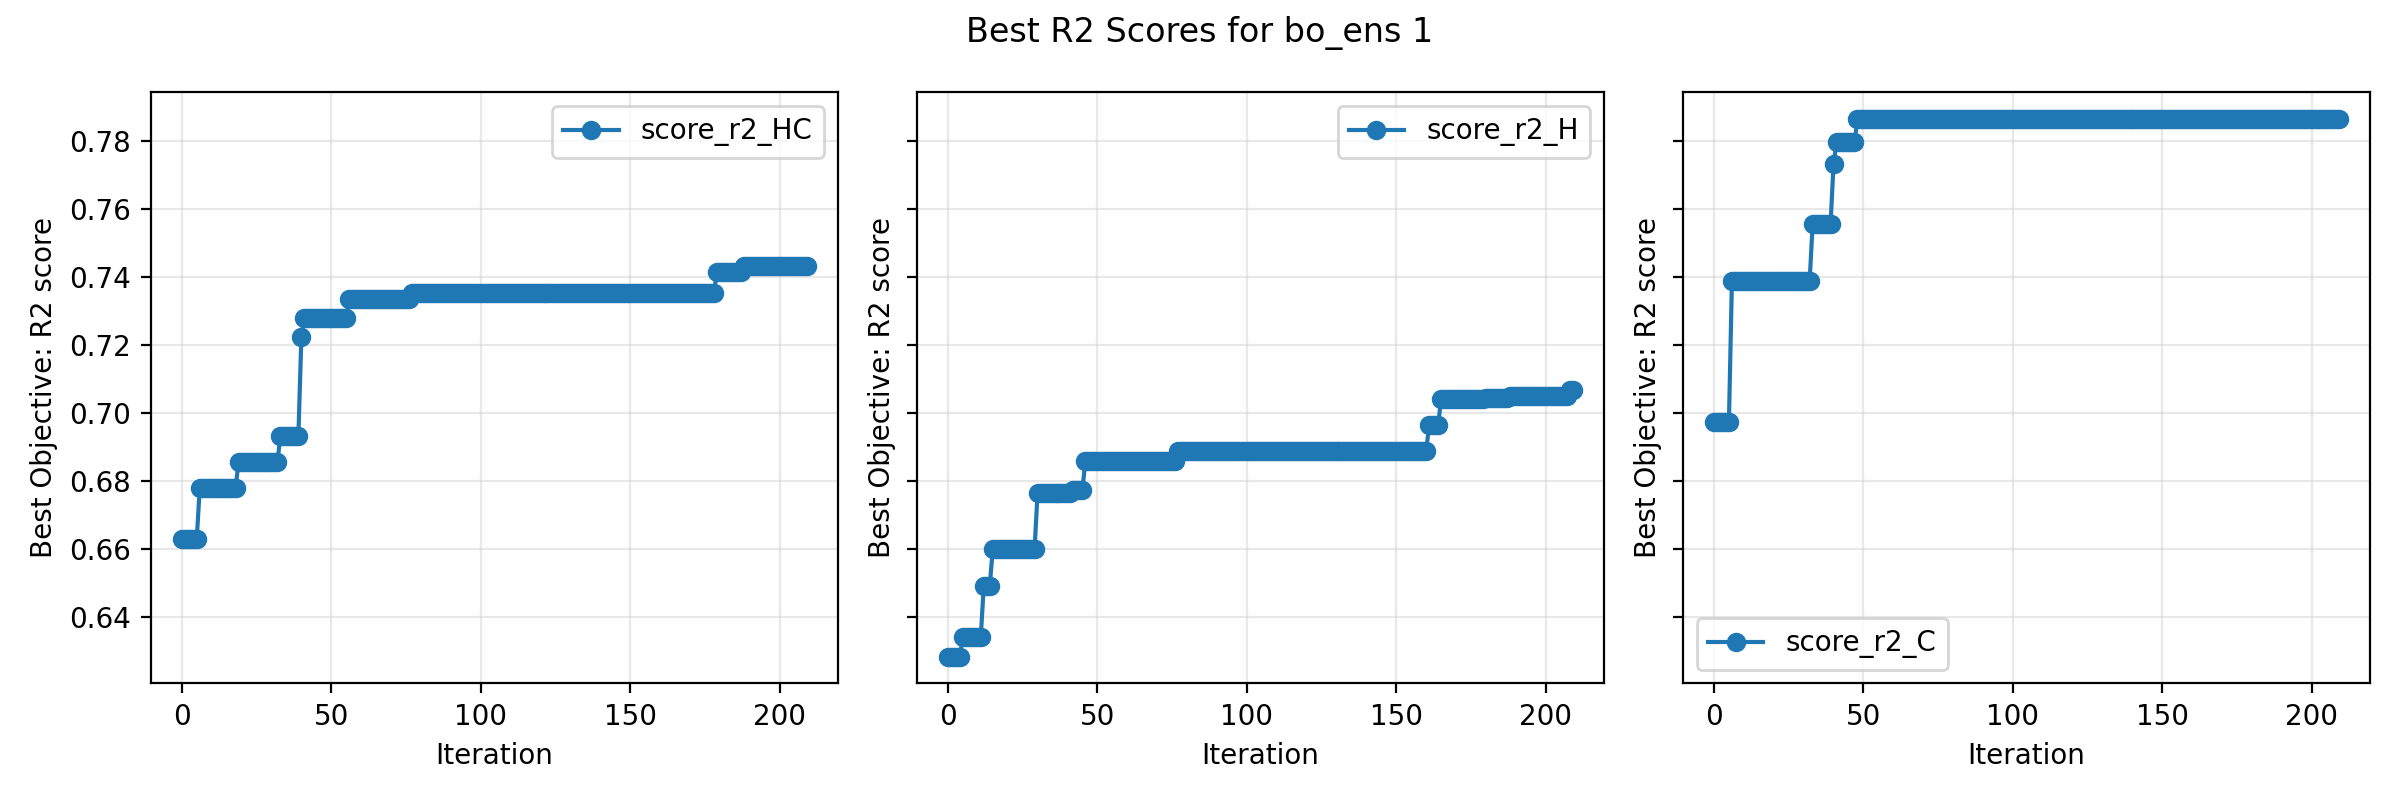 Best R2 Scores for bo_ens 1
Best Objective: R2 score
0.78
0.76
0.74
0.72
0.70
0.68
0.66
0.64
score_r2_HC
0 50 100 150 200
Iteration
Best Objective: R2 score
score_r2_H
0 50 100 150 200
Iteration
Best Objective: R2 score
score_r2_C
0 50 100 150 200
Iteration